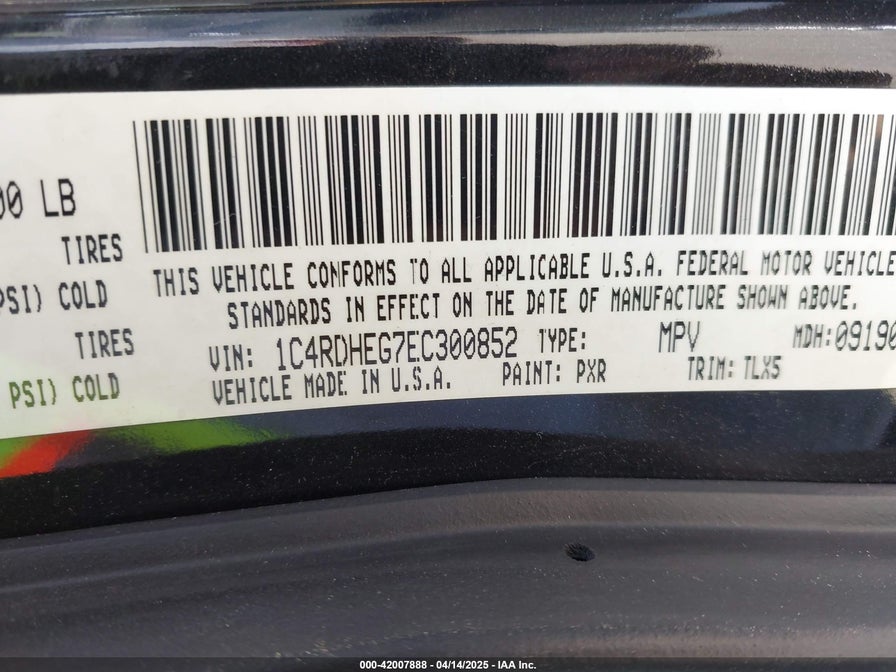 00 LB
TIRES
PSI) COLD
TIRES
PSI) COLD
THIS VEHICLE CONFORMS TO ALL APPLICABLE U.S.A. FEDERAL MOTOR VEHICLE
STANDARDS IN EFFECT ON THE DATE OF MANUFACTURE SHOWN ABOVE.
VIN: 1C4RDHEG7EC300852 TYPE: MPV MDH: 09190
VEHICLE MADE IN U.S.A. PAINT: PXR TRIM: TLX5
000-42007888 - 04/14/2025 - IAA Inc.